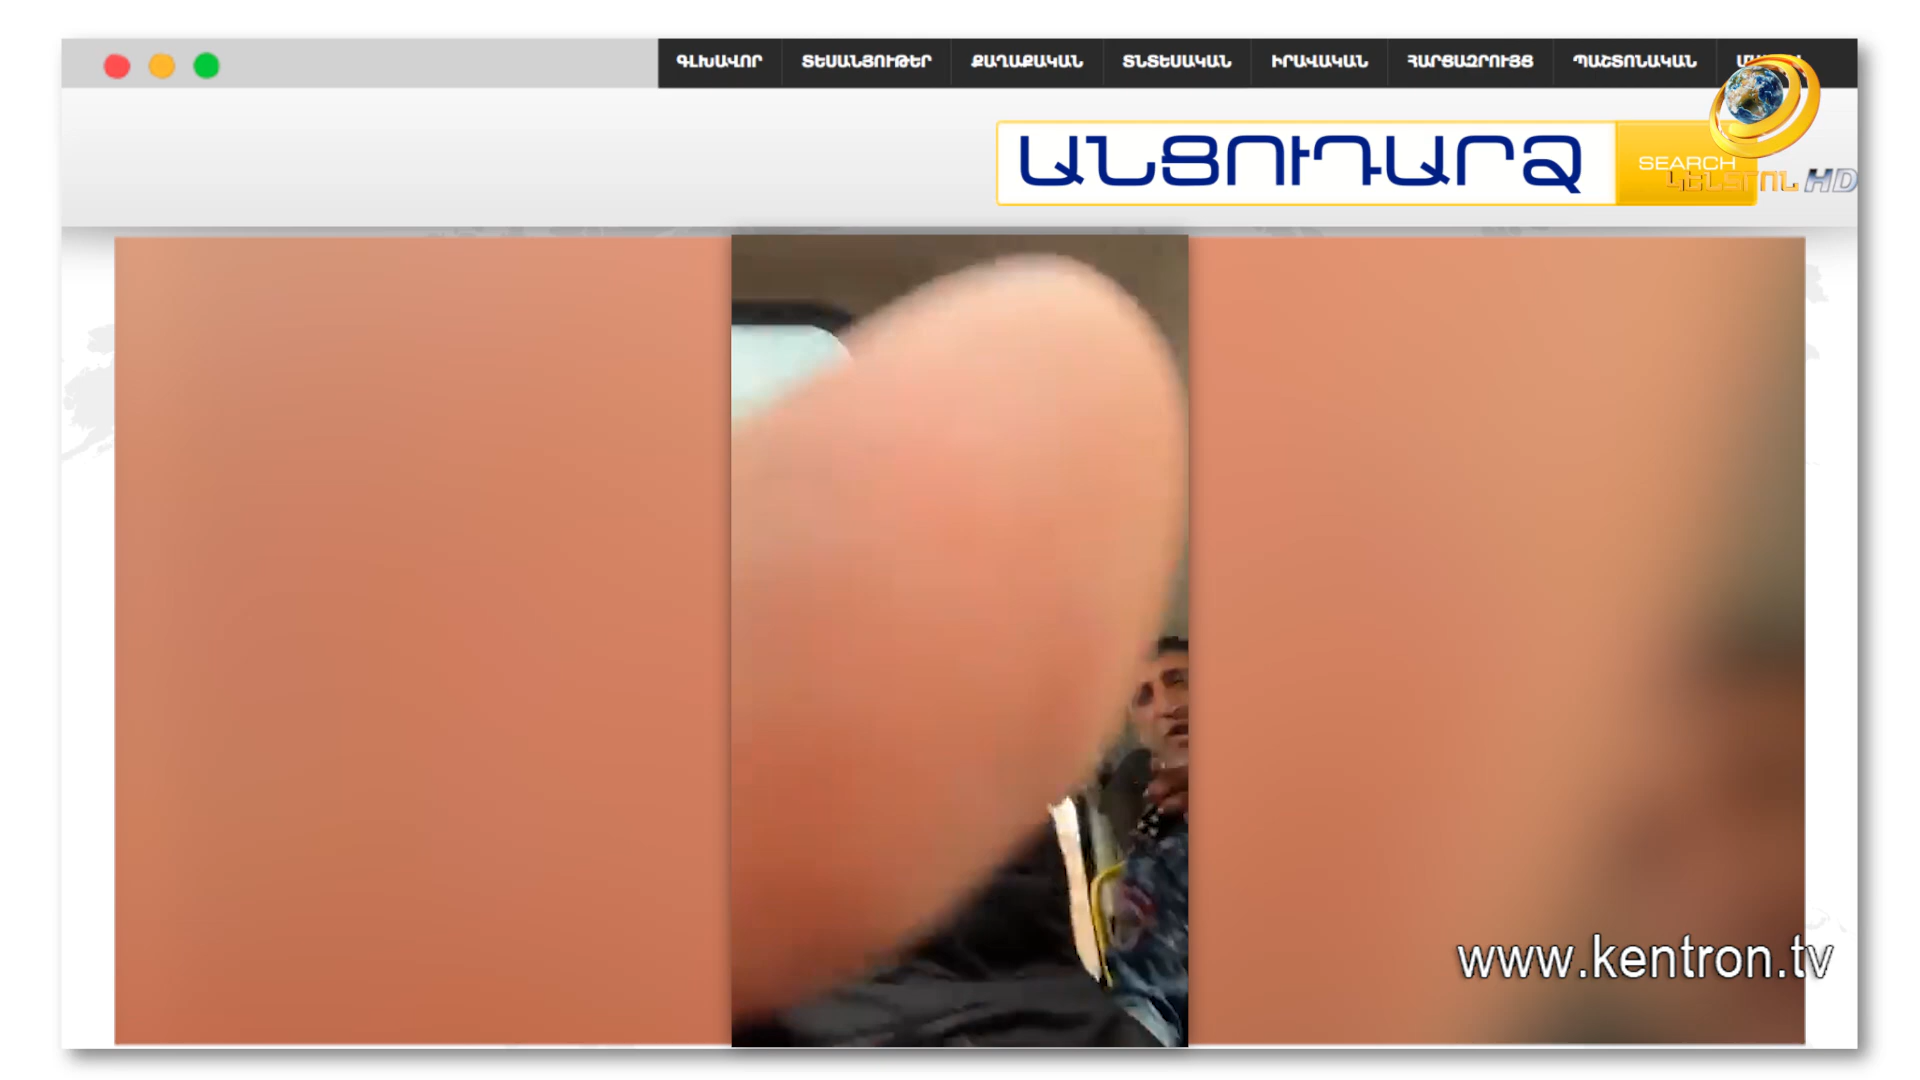 ԳԼԽԱՎՈՐ ՏԵՍԱՆՅՈՒԹԵՐ ՔԱՂԱՔԱԿԱՆ ՏՆՏԵՍԱԿԱՆ ԻՐԱՎԱԿԱՆ ՀԱՐՑԱԶՐՈՒՅՑ ՊԱՇՏՈՆԱԿԱՆ
ԱՆՑՈՒԴԱՐՁ
SEARCH
ԿԵՆՏՐՈՆ HD
www.kentron.tv